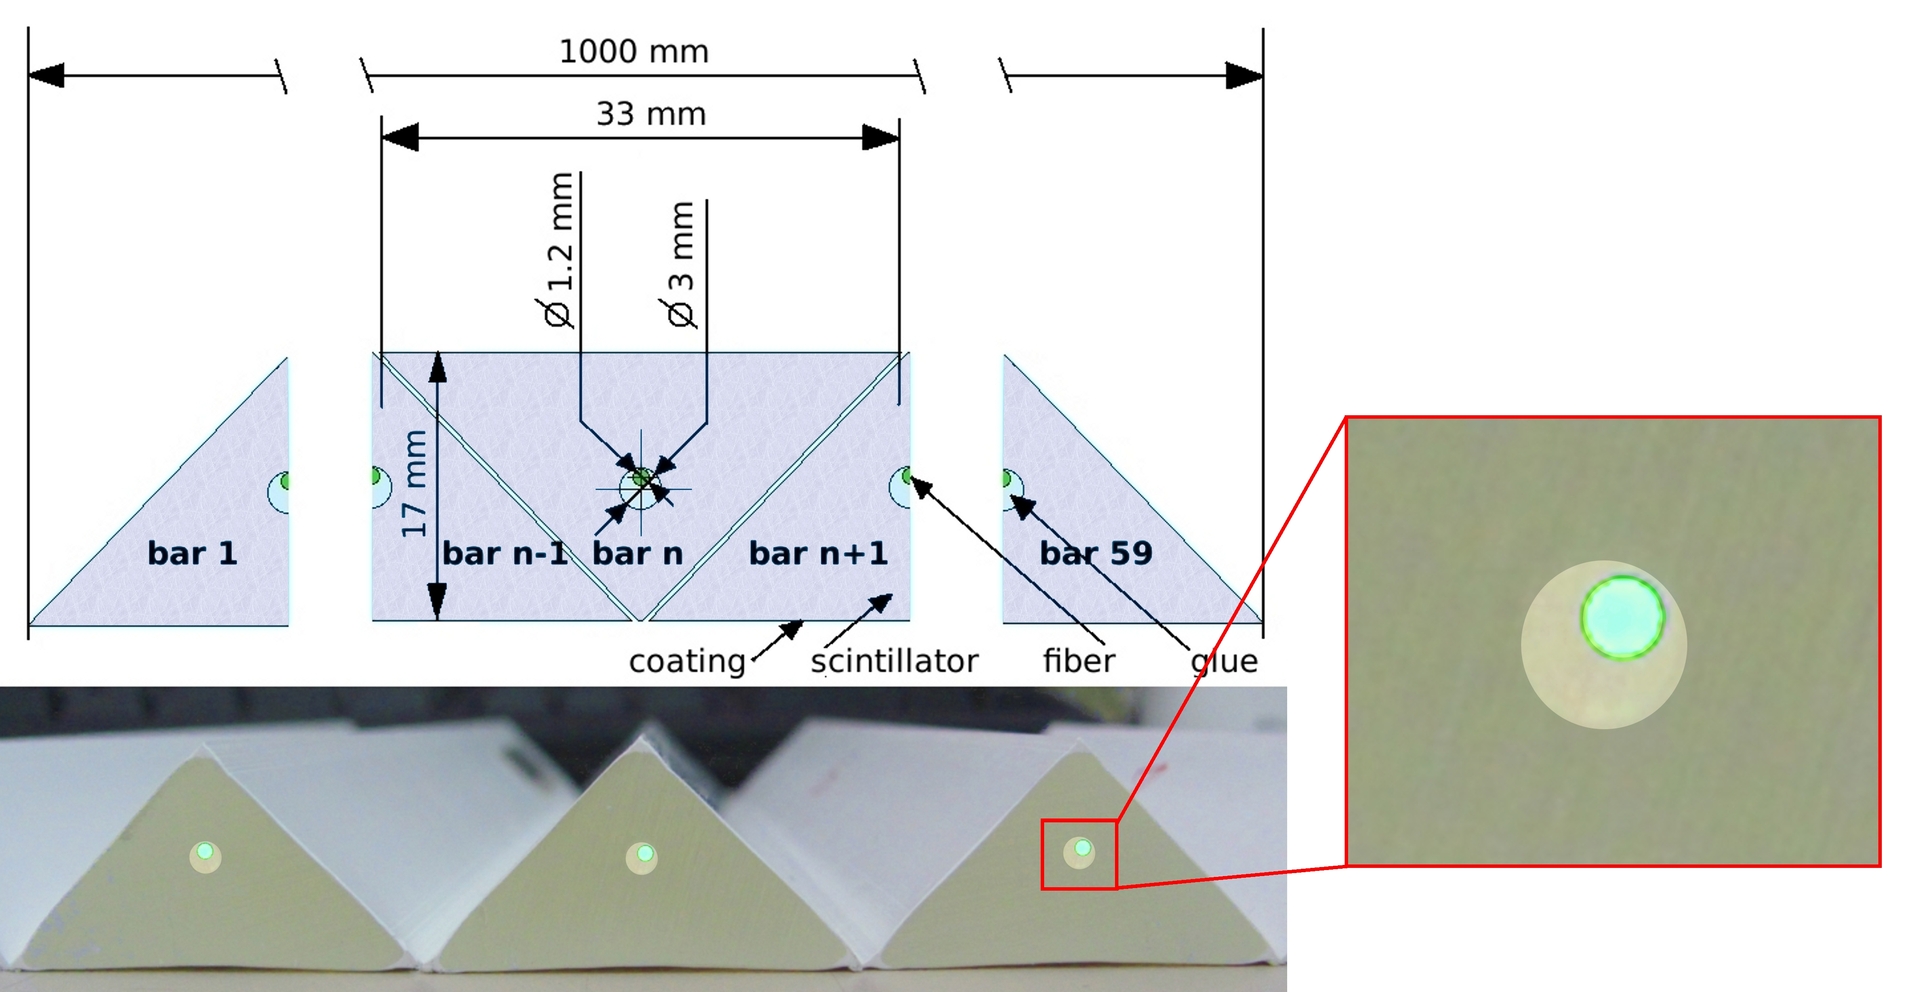 1000 mm
33 mm
Ø 1.2 mm
Ø 3 mm
17 mm
bar 1
bar n-1
bar n
bar n+1
bar 59
coating
scintillator
fiber
glue